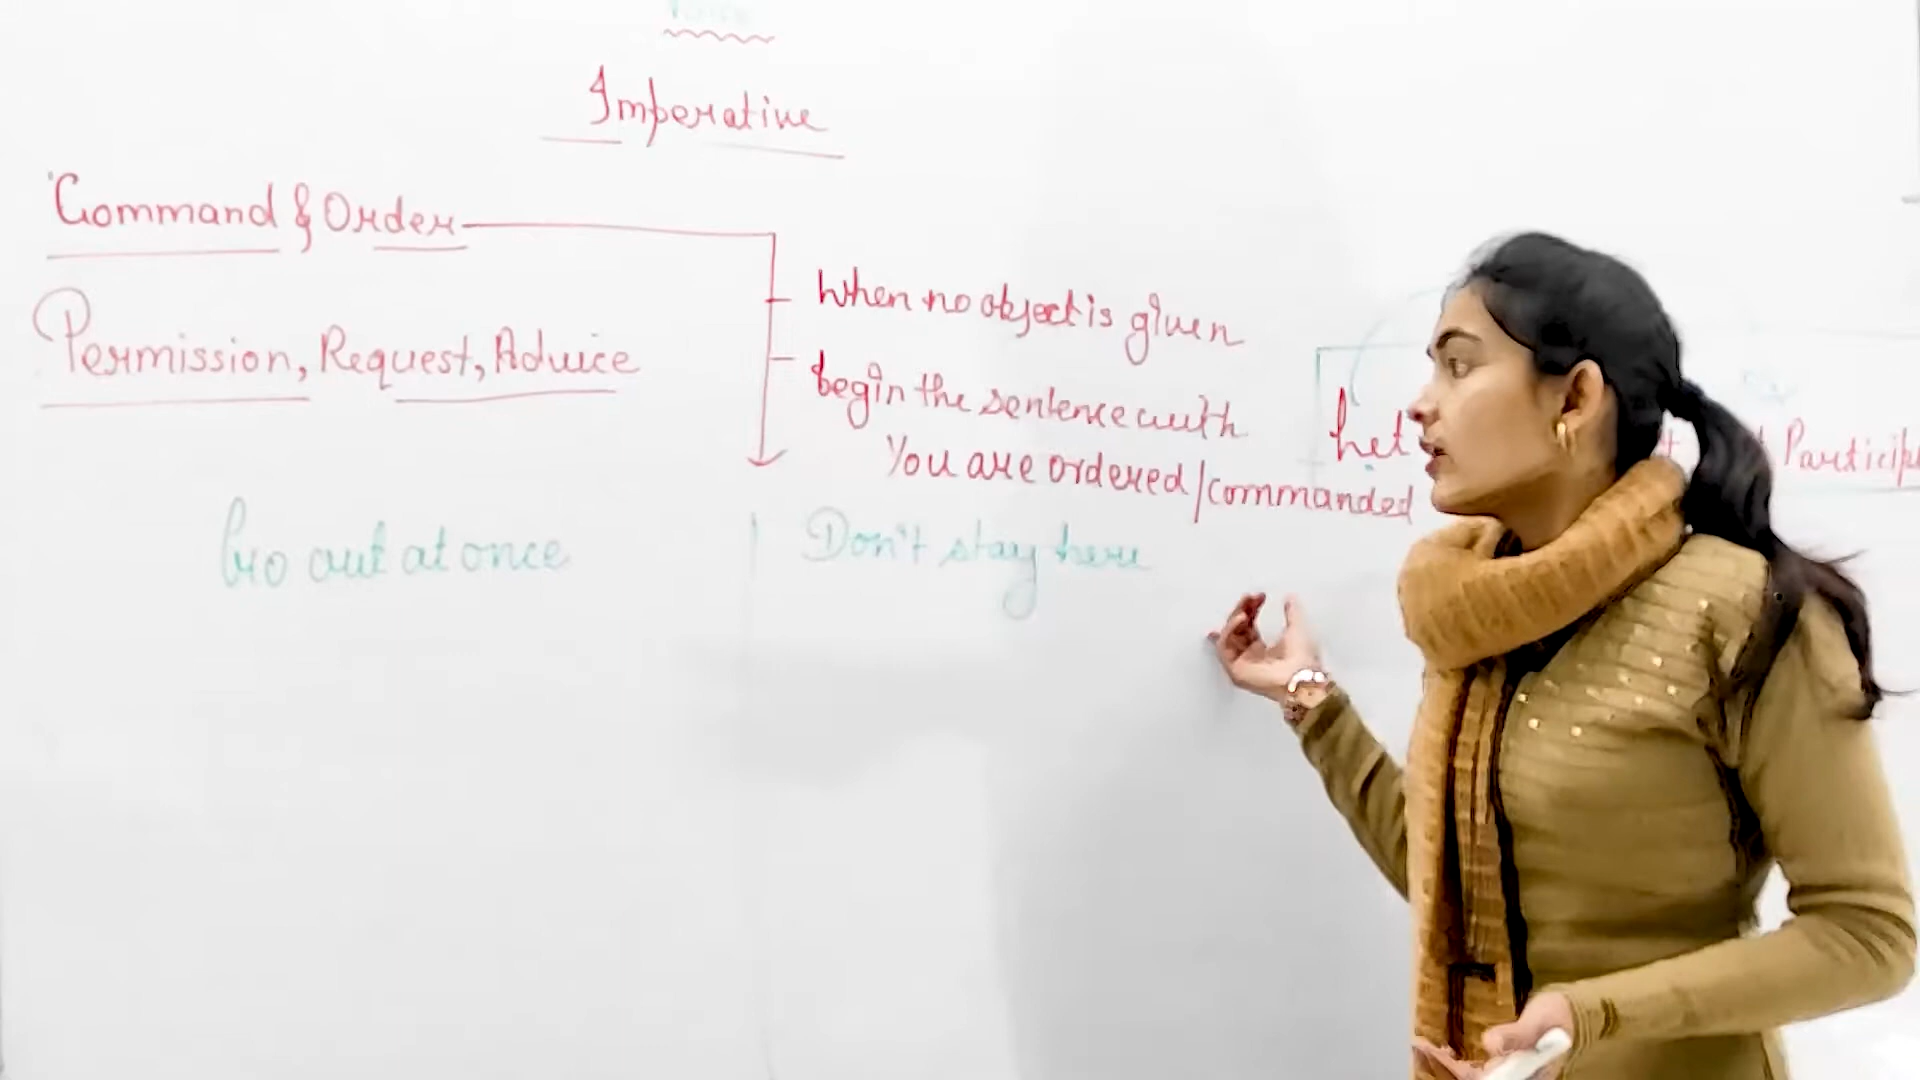 Imperative
Command & Order
When no object is given
Permission, Request, Advice
begin the sentence with
You are ordered/commanded
Let
Go out at once
Don't stay here